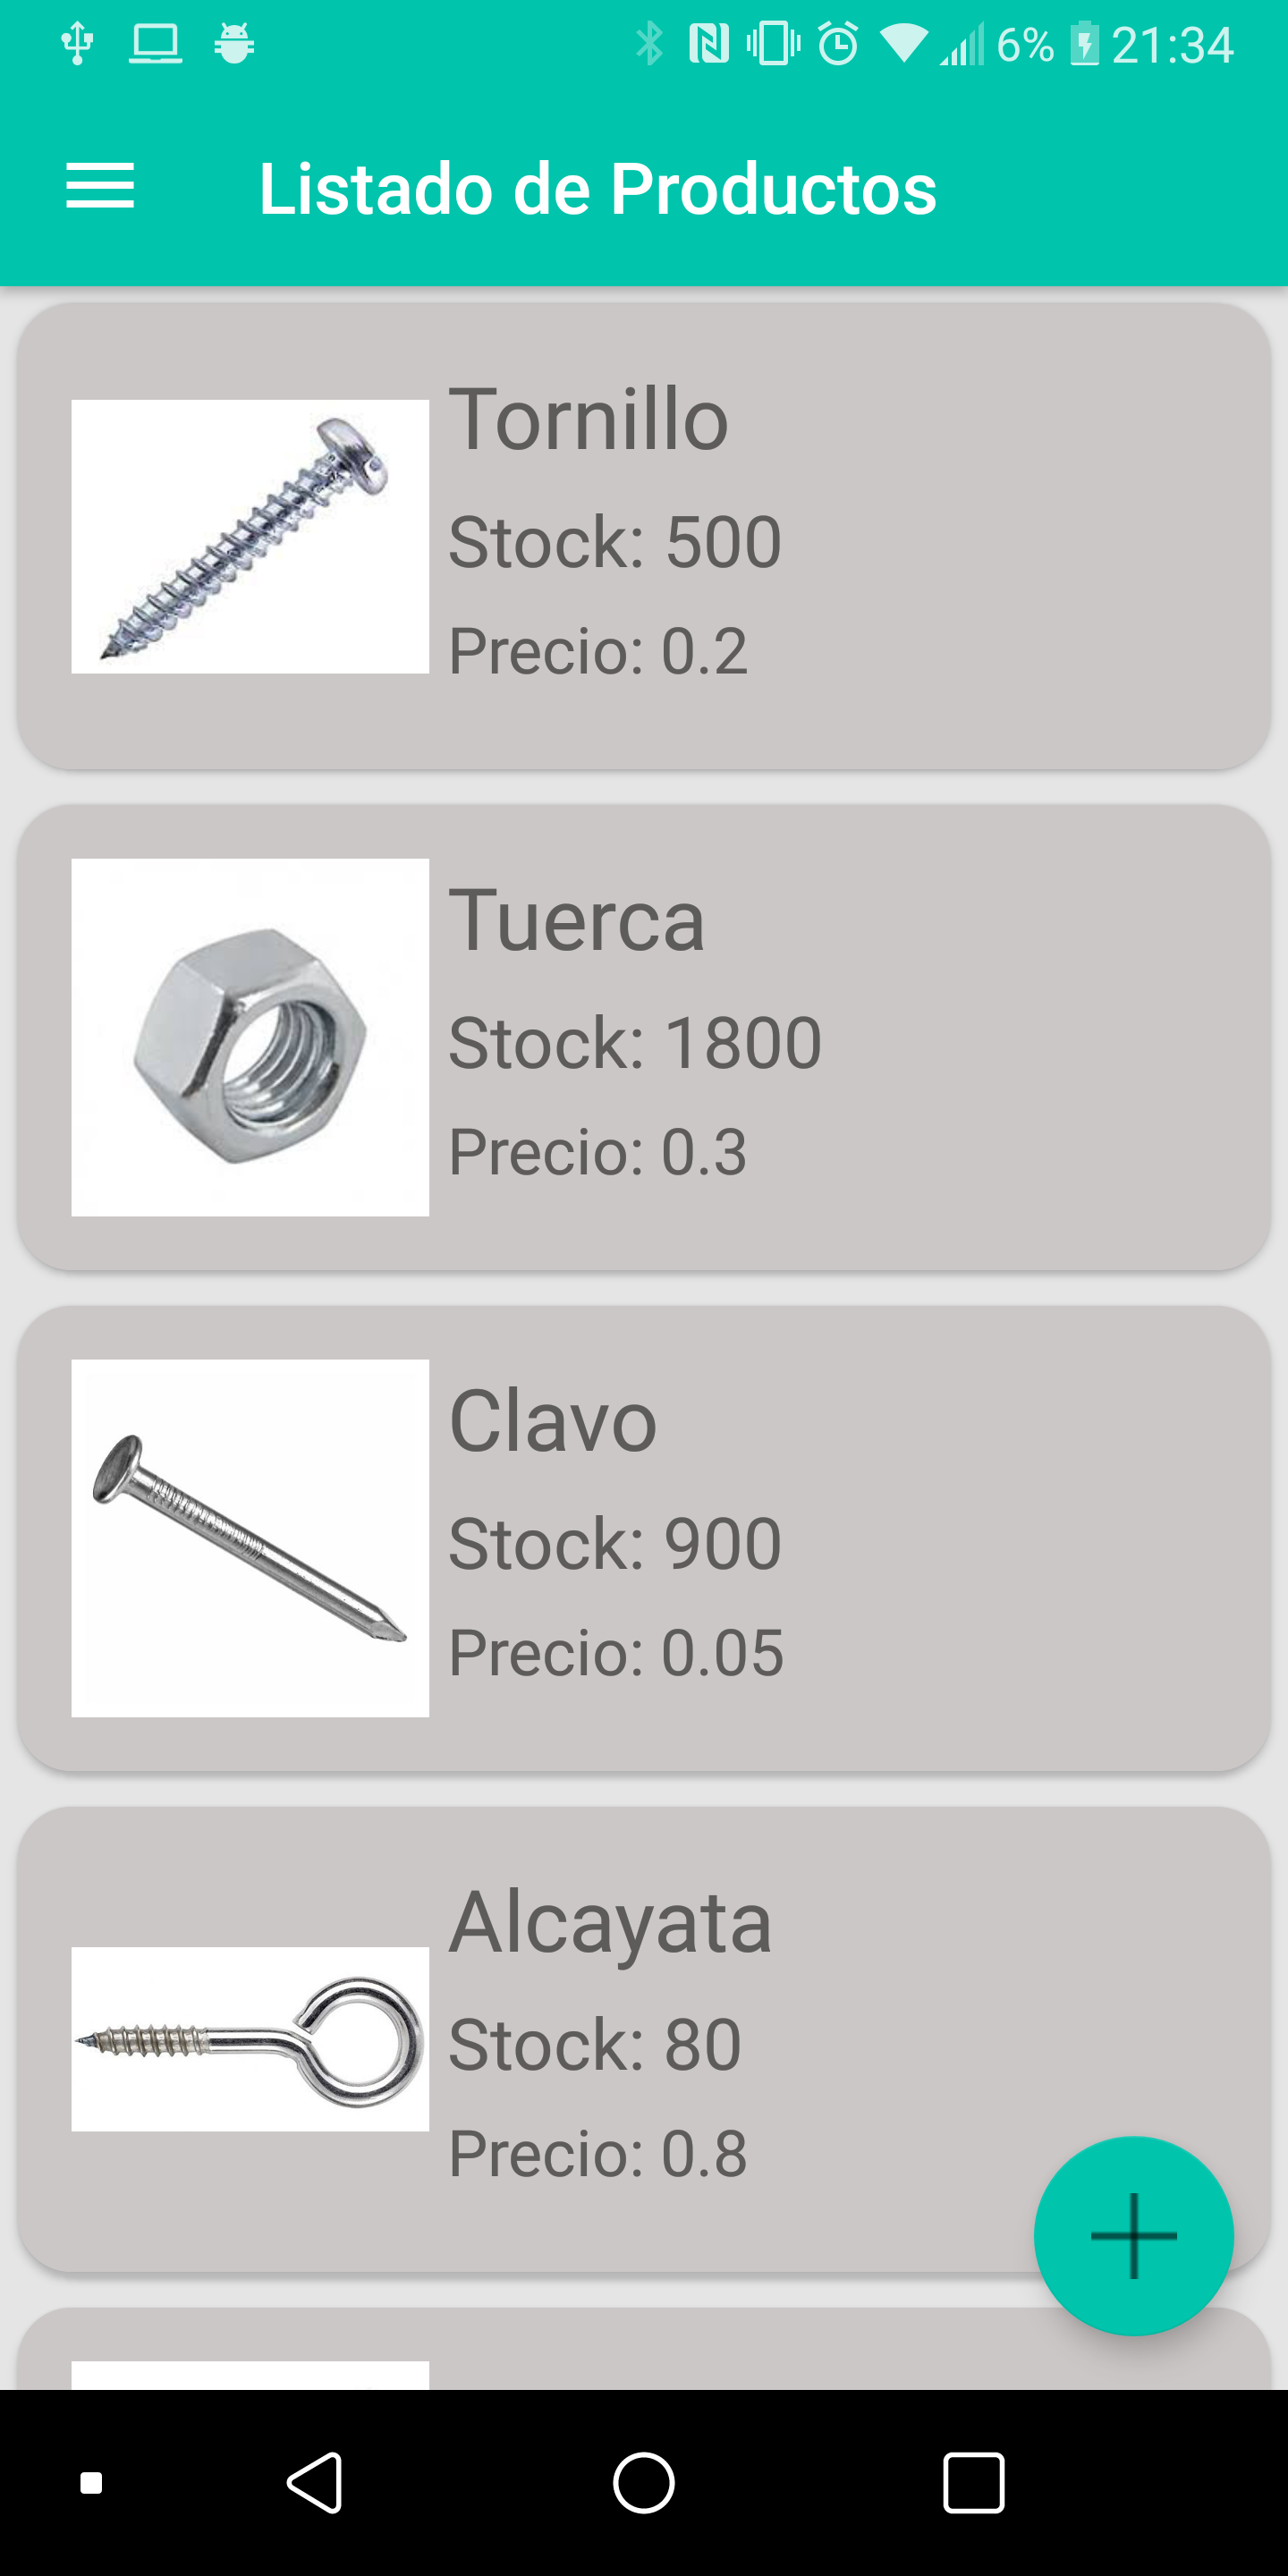 6% 21:34
Listado de Productos
Tornillo
Stock: 500
Precio: 0.2
Tuerca
Stock: 1800
Precio: 0.3
Clavo
Stock: 900
Precio: 0.05
Alcayata
Stock: 80
Precio: 0.8